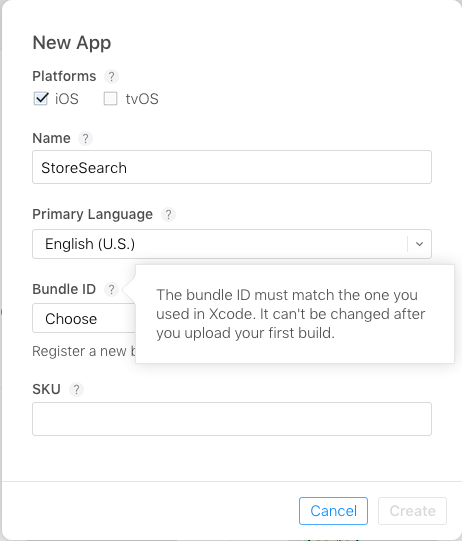 New App
Platforms ?
iOS tvOS
Name ?
StoreSearch
Primary Language ?
English (U.S.)
Bundle ID ?
The bundle ID must match the one you
used in Xcode. It can't be changed after
you upload your first build.
Choose
Register a new
SKU ?
Cancel Create